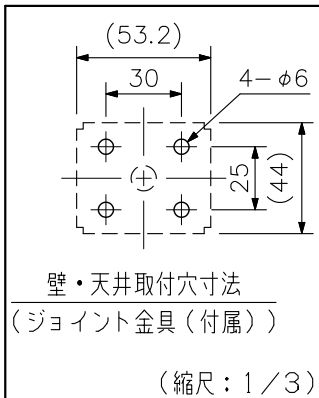 (53.2)
30
4-φ6
25
(44)
壁・天井取付穴寸法
(ジョイント金具(付属))
(縮尺:1/3)